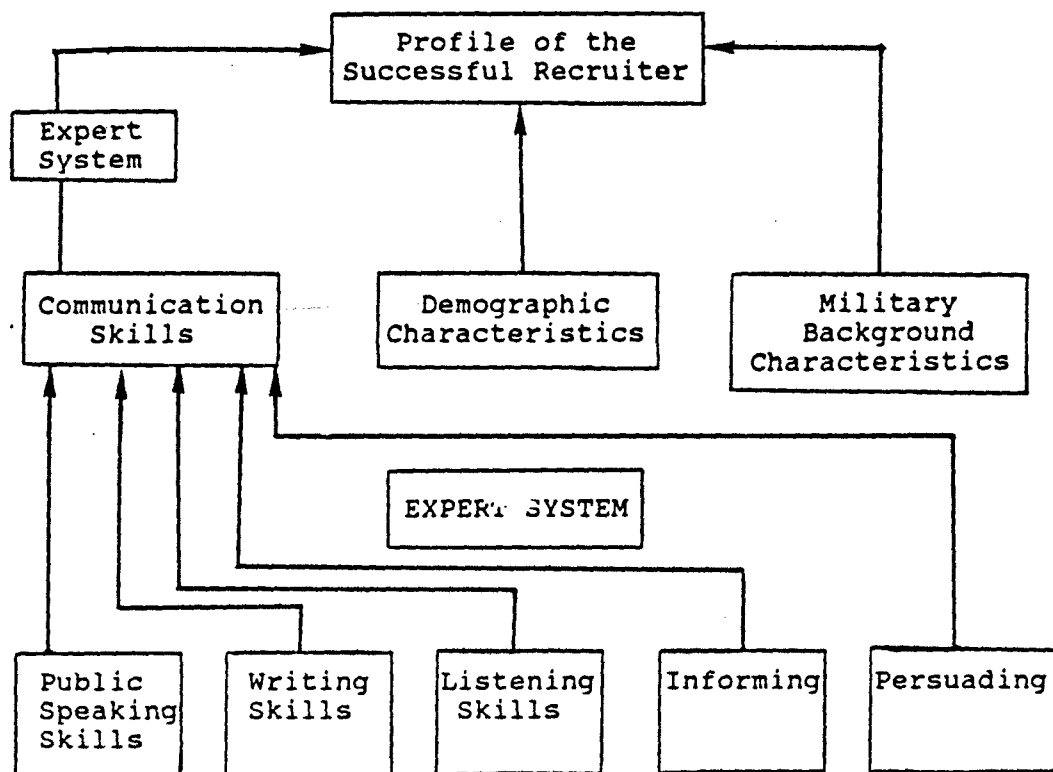 Profile of the
Successful Recruiter
Expert
System
Communication
Skills
Demographic
Characteristics
Military
Background
Characteristics
EXPERT SYSTEM
Public
Speaking
Skills
Writing
Skills
Listening
Skills
Informing
Persuading